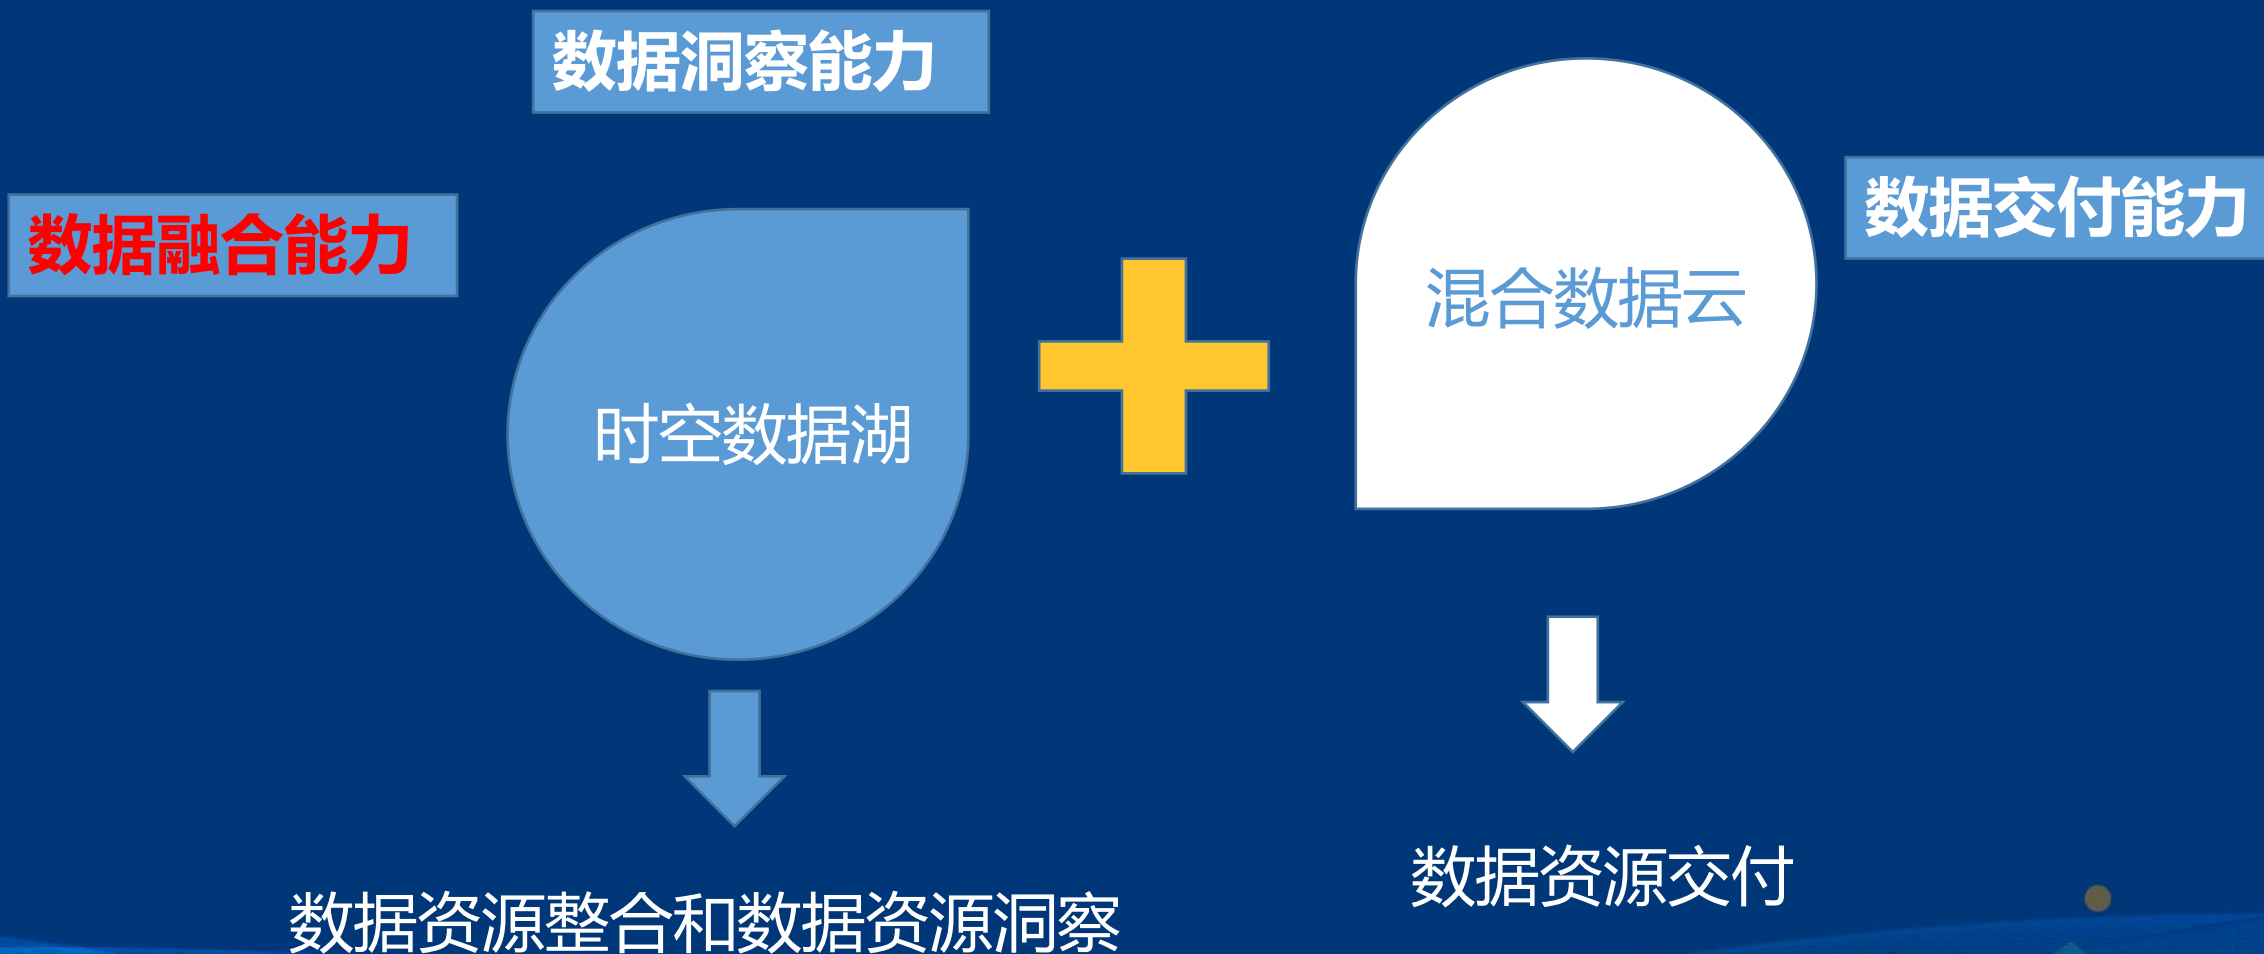 数据洞察能力
数据融合能力
数据交付能力
混合数据云
时空数据湖
数据资源交付
数据资源整合和数据资源洞察